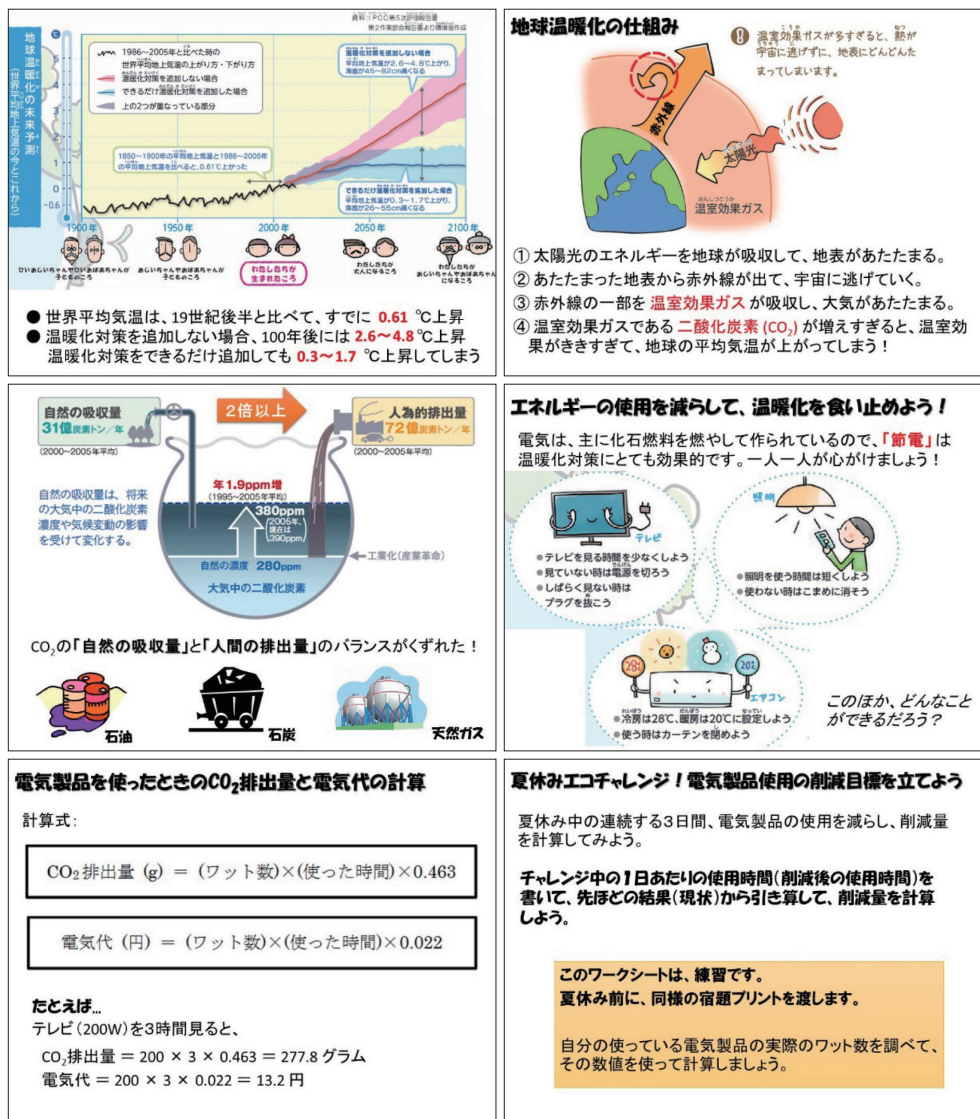 資料：IPCC第5次評価報告書
第2作業部会報告書より環境省作成
地球温暖化の未来予測
（世界平均地上気温の今とこれから）
℃
5
4
3
2
1
0
-0.6
1986～2005年と比べた時の
世界平均地上気温の上がり方・下がり方
温暖化対策を追加しない場合
できるだけ温暖化対策を追加した場合
上の2つが重なっている部分
温暖化対策を追加しない場合
平均地上気温が2.6～4.8℃上がり、
海面が45～82cm高くなる
1850～1900年の平均地上気温と1986～2005年
の平均地上気温を比べると、0.61℃上がった
できるだけ温暖化対策を追加した場合
平均地上気温が0.3～1.7℃上がり、
海面が26～55cm高くなる
1900年 1950年 2000年 2050年 2100年
ひいおじいちゃんやひいおばあちゃんが
子どものころ
おじいちゃんやおばあちゃんが
子どものころ
わたしたちが
生まれたころ
わたしたちが
大人になるころ
わたしたちが
おじいちゃんやおばあちゃん
になるころ
● 世界平均気温は、19世紀後半と比べて、すでに 0.61 ℃上昇
● 温暖化対策を追加しない場合、100年後には 2.6～4.8 ℃上昇
温暖化対策をできるだけ追加しても 0.3～1.7 ℃上昇してしまう
地球温暖化の仕組み
温室効果ガスが多すぎると、熱が
宇宙に逃げずに、地表にどんどんた
まってしまいます。
赤外線
太陽光
おんしつこうか
温室効果ガス
① 太陽光のエネルギーを地球が吸収して、地表があたたまる。
② あたたまった地表から赤外線が出て、宇宙に逃げていく。
③ 赤外線の一部を 温室効果ガス が吸収し、大気があたたまる。
④ 温室効果ガスである 二酸化炭素 (CO₂) が増えすぎると、温室効
果がききすぎて、地球の平均気温が上がってしまう！
自然の吸収量
31億炭素トン／年
(2000～2005年平均)
2倍以上
人為的排出量
72億炭素トン／年
(2000～2005年平均)
年1.9ppm増
(1995～2005年平均)
自然の吸収量は、将来
の大気中の二酸化炭素
濃度や気候変動の影響
を受けて変化する。
380ppm
(2005年、
現在は
390ppm)
工業化(産業革命)
自然の濃度 280ppm
大気中の二酸化炭素
CO₂の「自然の吸収量」と「人間の排出量」のバランスがくずれた！
石油
石炭
天然ガス
エネルギーの使用を減らして、温暖化を食い止めよう！
電気は、主に化石燃料を燃やして作られているので、「節電」は
温暖化対策にとても効果的です。一人一人が心がけましょう！
テレビ
●テレビを見る時間を少なくしよう
●見ていない時は電源を切ろう
●しばらく見ない時は
プラグを抜こう
照明
●照明を使う時間は短くしよう
●使わない時はこまめに消そう
28℃
20℃
エアコン
●冷房は28℃、暖房は20℃に設定しよう
●使う時はカーテンを閉めよう
このほか、どんなこと
ができるだろう？
電気製品を使ったときのCO₂排出量と電気代の計算
計算式：
CO₂排出量 (g) ＝ (ワット数)×(使った時間)×0.463
電気代 (円) ＝ (ワット数)×(使った時間)×0.022
たとえば…
テレビ（200W）を３時間見ると、
CO₂排出量 ＝ 200 × 3 × 0.463 ＝ 277.8 グラム
電気代 ＝ 200 × 3 × 0.022 ＝ 13.2 円
夏休みエコチャレンジ！電気製品使用の削減目標を立てよう
夏休み中の連続する３日間、電気製品の使用を減らし、削減量
を計算してみよう。
チャレンジ中の１日あたりの使用時間（削減後の使用時間）を
書いて、先ほどの結果（現状）から引き算して、削減量を計算
しよう。
このワークシートは、練習です。
夏休み前に、同様の宿題プリントを渡します。
自分の使っている電気製品の実際のワット数を調べて、
その数値を使って計算しましょう。